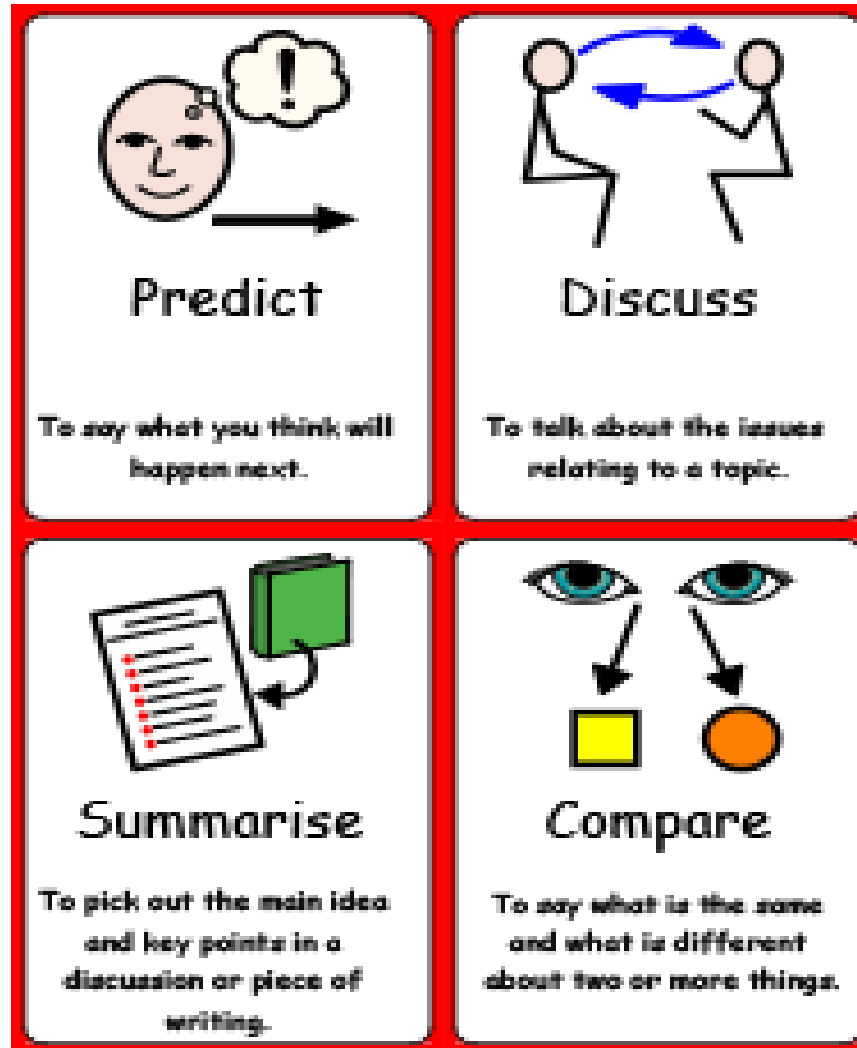 Predict
To say what you think will
happen next.
Discuss
To talk about the issues
relating to a topic.
Summarise
To pick out the main idea
and key points in a
discussion or piece of
writing.
Compare
To say what is the same
and what is different
about two or more things.